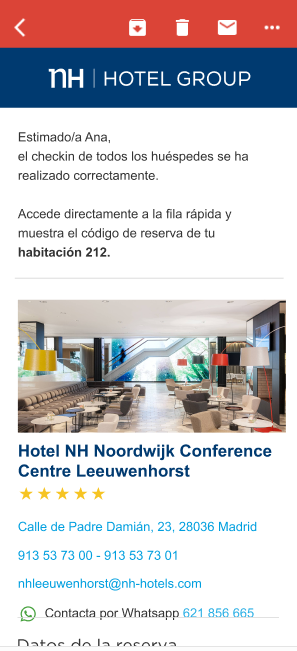 nH | HOTEL GROUP
Estimado/a Ana,
el checkin de todos los huéspedes se ha
realizado correctamente.
Accede directamente a la fila rápida y
muestra el código de reserva de tu
habitación 212.
Hotel NH Noordwijk Conference
Centre Leeuwenhorst
Calle de Padre Damián, 23, 28036 Madrid
913 53 73 00 - 913 53 73 01
nhleeuwenhorst@nh-hotels.com
Contacta por Whatsapp 621 856 665
Datos de la reserva